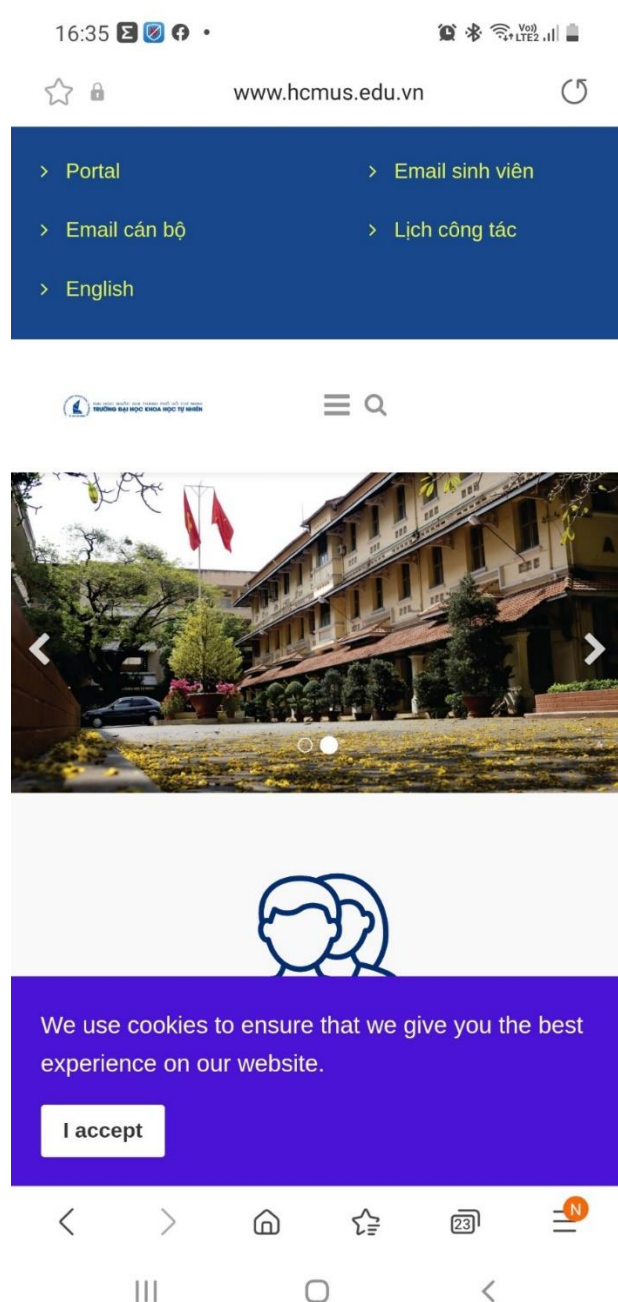 16:35
Vo))
LTE2
www.hcmus.edu.vn
> Portal
> Email sinh viên
> Email cán bộ
> Lịch công tác
> English
TRƯỜNG ĐẠI HỌC KHOA HỌC TỰ NHIÊN
A
We use cookies to ensure that we give you the best
experience on our website.
I accept
23
N